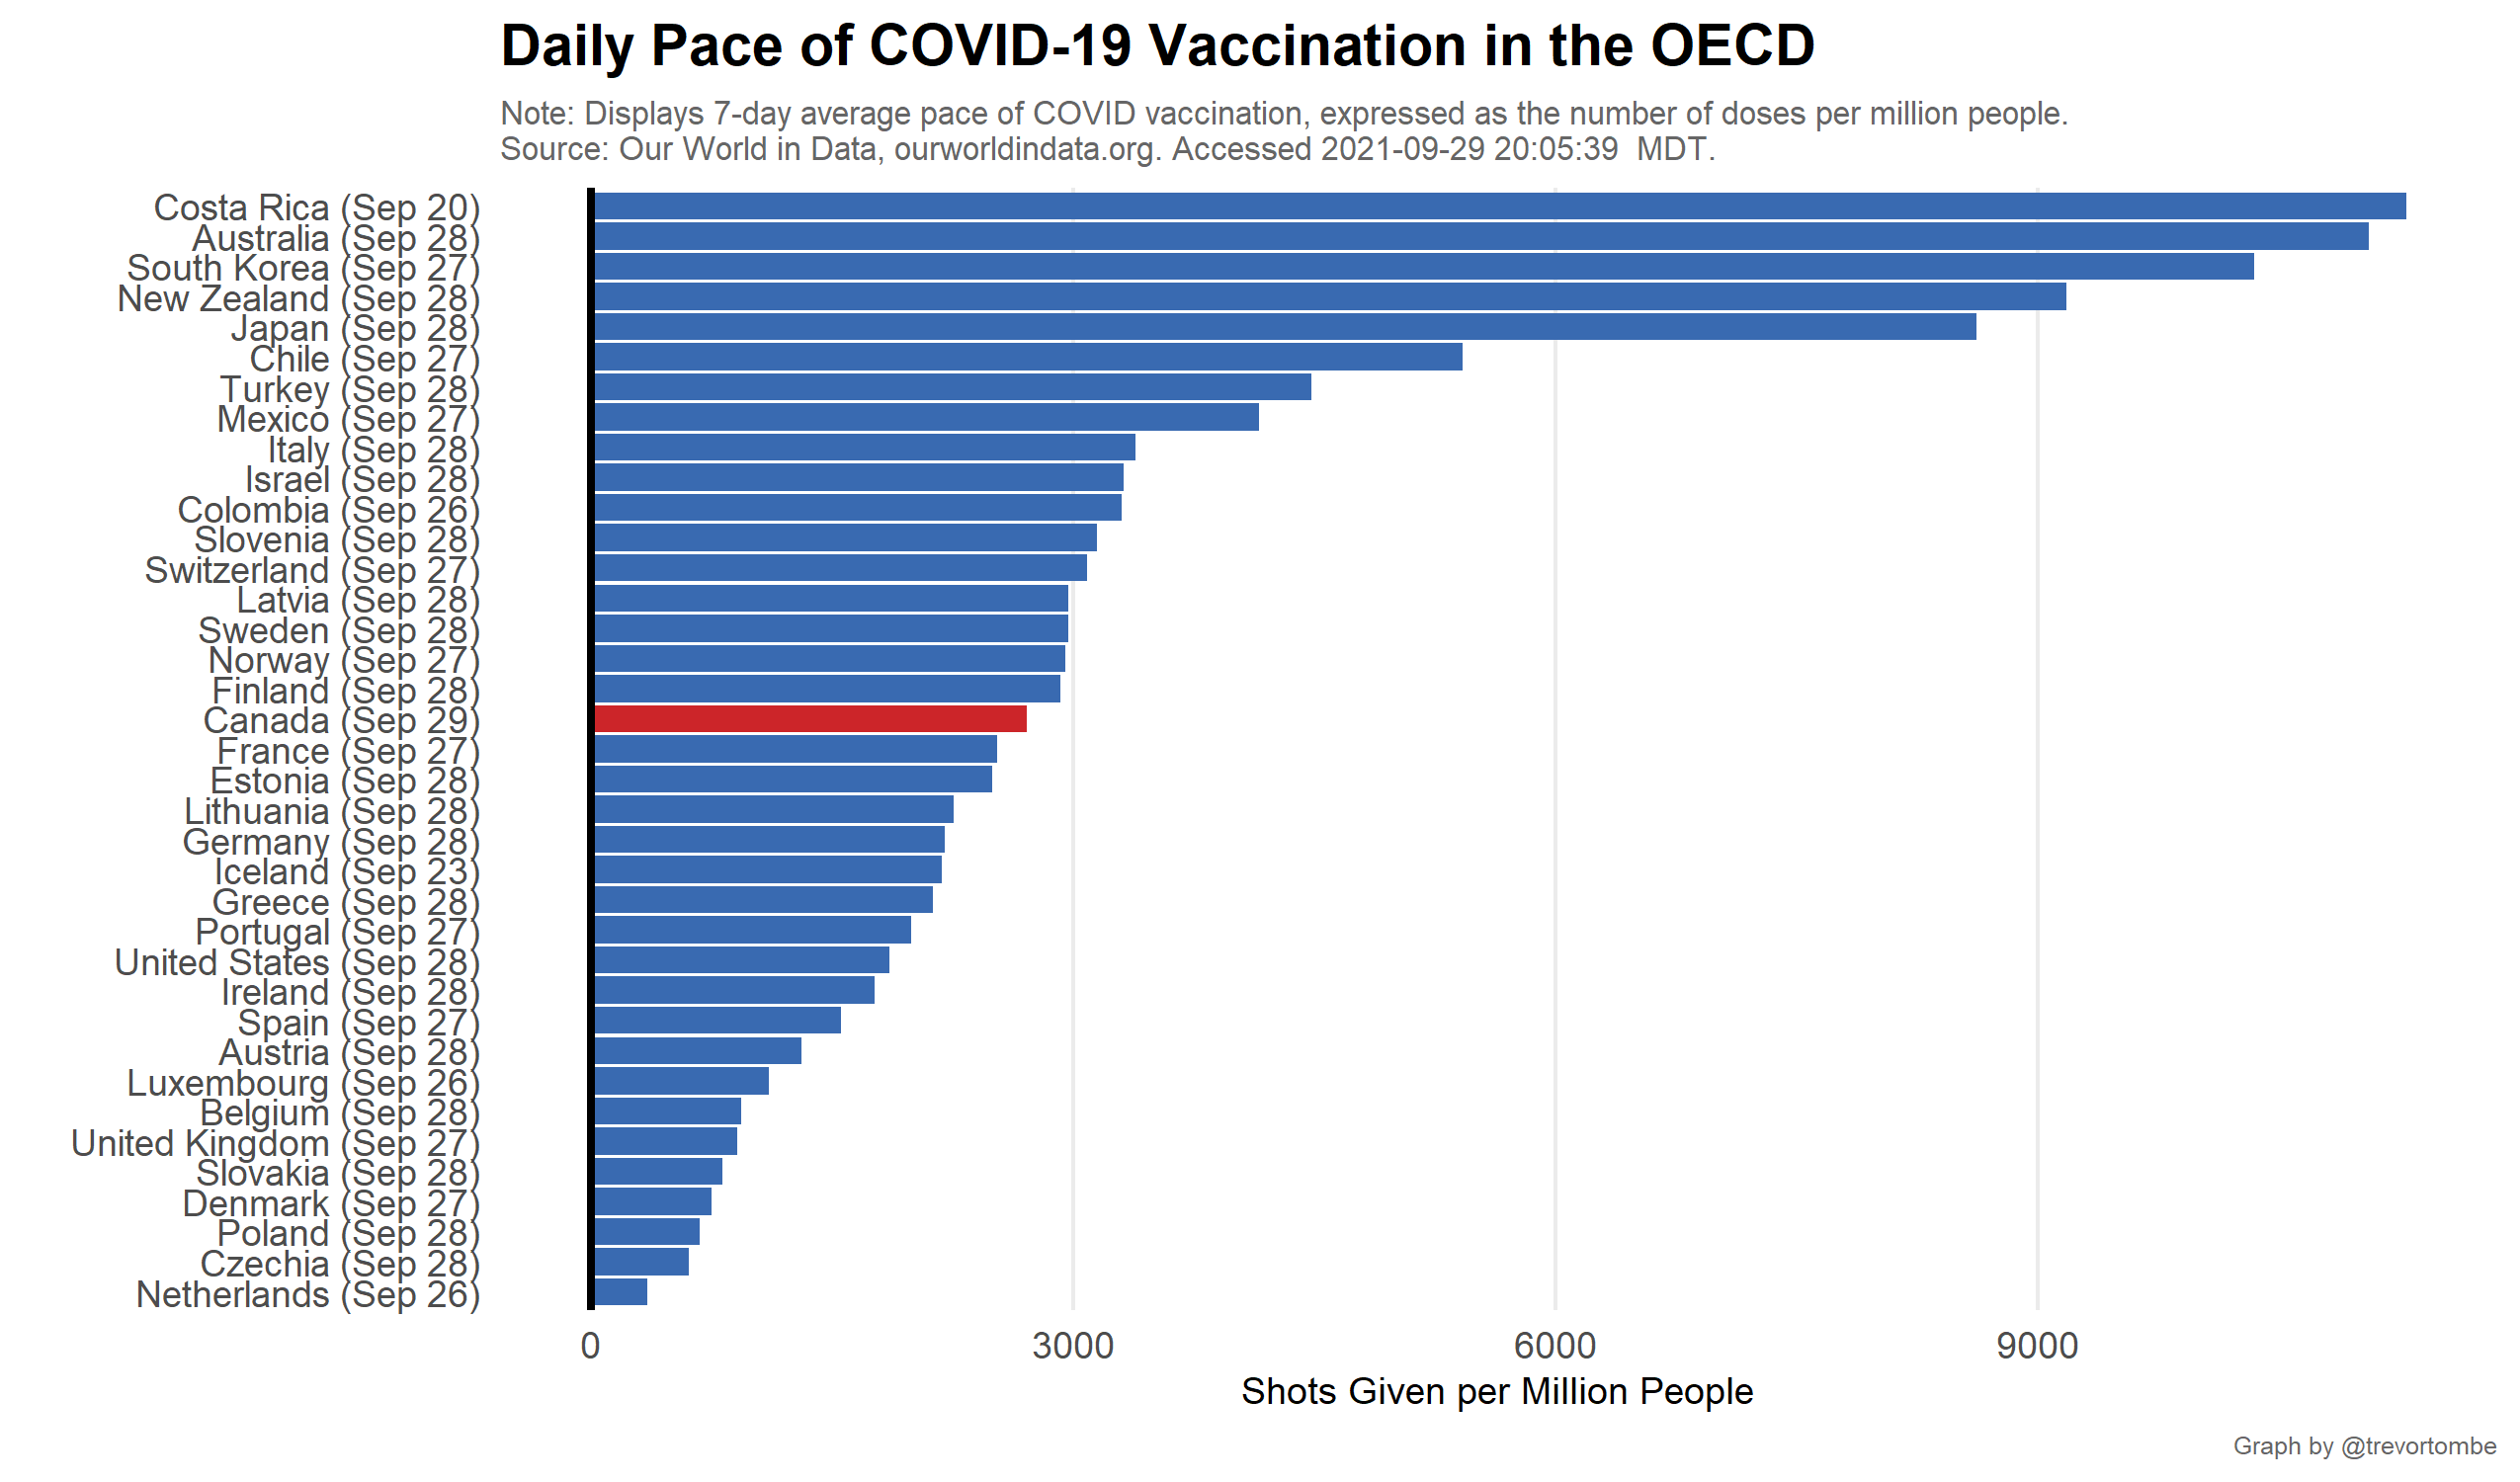 Daily Pace of COVID-19 Vaccination in the OECD
Note: Displays 7-day average pace of COVID vaccination, expressed as the number of doses per million people.
Source: Our World in Data, ourworldindata.org. Accessed 2021-09-29 20:05:39  MDT.
Costa Rica (Sep 20)
Australia (Sep 28)
South Korea (Sep 27)
New Zealand (Sep 28)
Japan (Sep 28)
Chile (Sep 27)
Turkey (Sep 28)
Mexico (Sep 27)
Italy (Sep 28)
Israel (Sep 28)
Colombia (Sep 26)
Slovenia (Sep 28)
Switzerland (Sep 27)
Latvia (Sep 28)
Sweden (Sep 28)
Norway (Sep 27)
Finland (Sep 28)
Canada (Sep 29)
France (Sep 27)
Estonia (Sep 28)
Lithuania (Sep 28)
Germany (Sep 28)
Iceland (Sep 23)
Greece (Sep 28)
Portugal (Sep 27)
United States (Sep 28)
Ireland (Sep 28)
Spain (Sep 27)
Austria (Sep 28)
Luxembourg (Sep 26)
Belgium (Sep 28)
United Kingdom (Sep 27)
Slovakia (Sep 28)
Denmark (Sep 27)
Poland (Sep 28)
Czechia (Sep 28)
Netherlands (Sep 26)
0 3000 6000 9000
Shots Given per Million People
Graph by @trevortombe